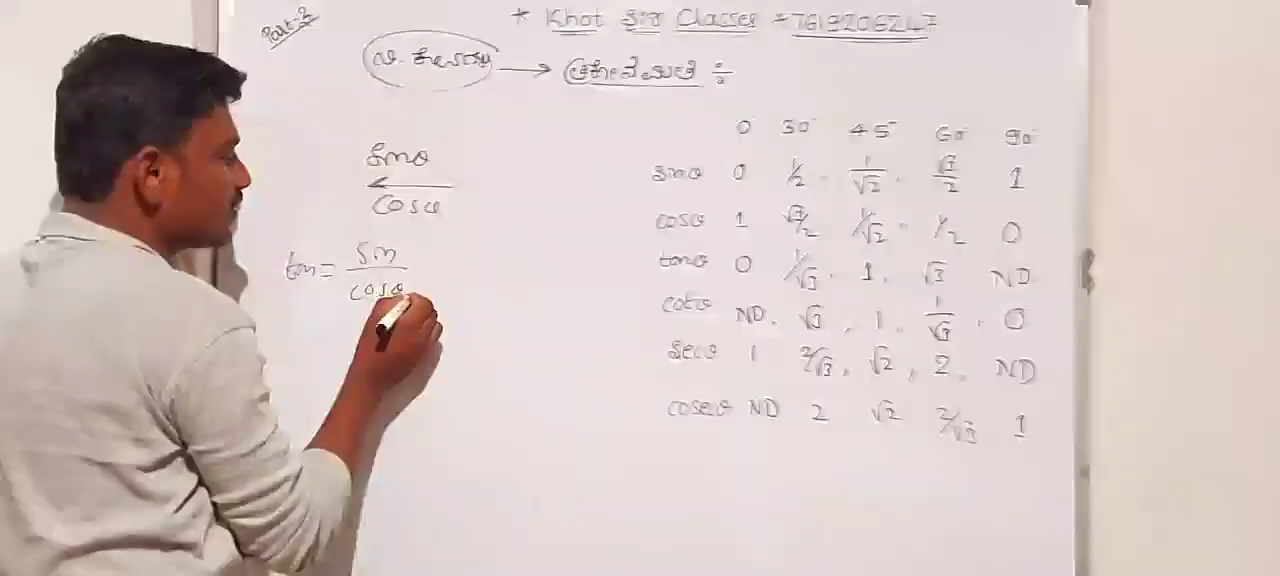 Part-2
* Khot Sir Classes = 7619206247
→ ತ್ರಿಕೋನಮಿತಿ ÷
sinθ
cosθ
tan = sin / cosθ
0° 30° 45° 60° 90°
sinθ 0 1/2 1/√2 √3/2 1
cosθ 1 √3/2 1/√2 1/2 0
tanθ 0 1/√3 1 √3 ND
cotθ ND √3 1 1/√3 0
secθ 1 2/√3 √2 2 ND
cosecθ ND 2 √2 2/√3 1